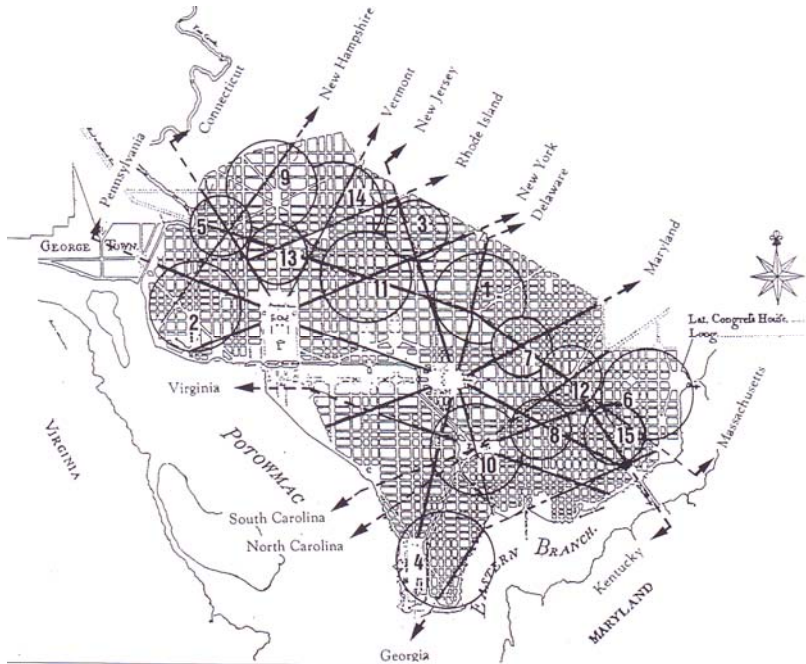 New Hampshire
Connecticut
Vermont
New Jersey
Rhode Island
Pennsylvania
New York
Delaware
Maryland
GEORGE TOWN.
9
14
5
3
13
11
1
2
7
Lat. Congress House.
Long.
12
6
Virginia
8
15
10
Massachusetts
VIRGINIA
POTOWMAC
South Carolina
North Carolina
4
EASTERN BRANCH.
Kentucky
MARYLAND
Georgia